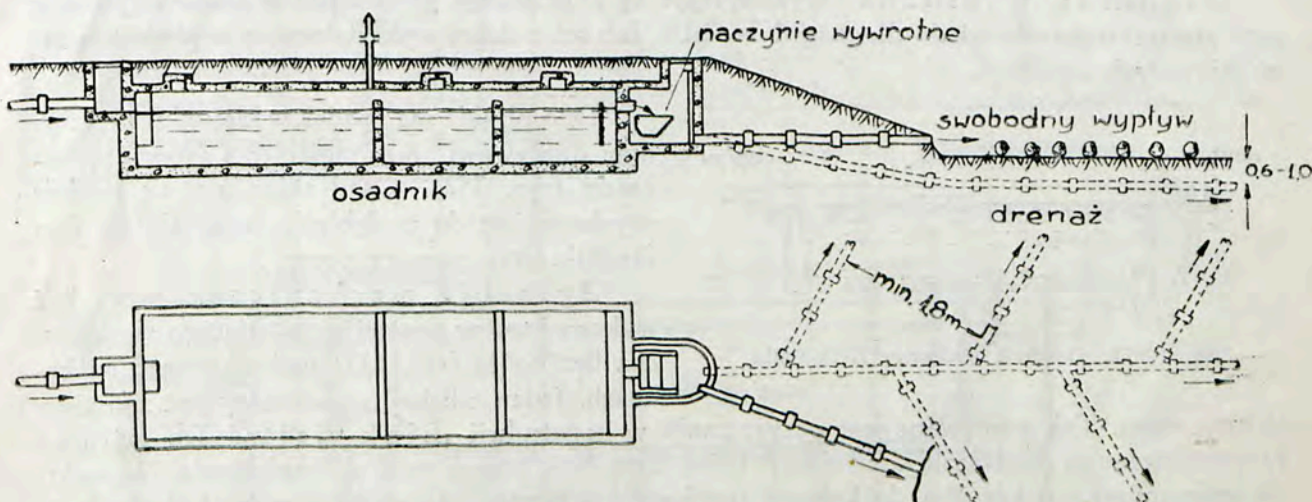 naczynie wywrotne
swobodny wypływ
0,6-1,0
osadnik
drenaż
min. 1,8m